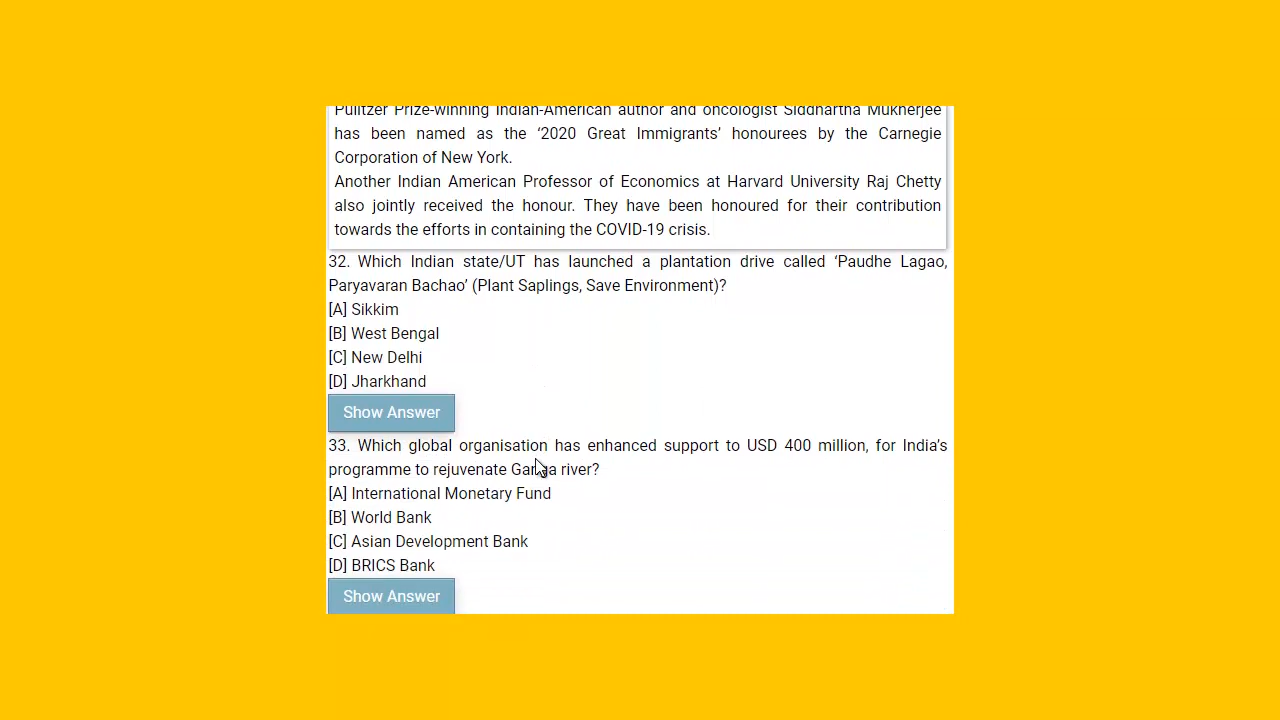 Pulitzer Prize-winning Indian-American author and oncologist Siddhartha Mukherjee
has been named as the ‘2020 Great Immigrants’ honourees by the Carnegie
Corporation of New York.
Another Indian American Professor of Economics at Harvard University Raj Chetty
also jointly received the honour. They have been honoured for their contribution
towards the efforts in containing the COVID-19 crisis.
32. Which Indian state/UT has launched a plantation drive called ‘Paudhe Lagao,
Paryavaran Bachao’ (Plant Saplings, Save Environment)?
[A] Sikkim
[B] West Bengal
[C] New Delhi
[D] Jharkhand
Show Answer
33. Which global organisation has enhanced support to USD 400 million, for India’s
programme to rejuvenate Ganga river?
[A] International Monetary Fund
[B] World Bank
[C] Asian Development Bank
[D] BRICS Bank
Show Answer